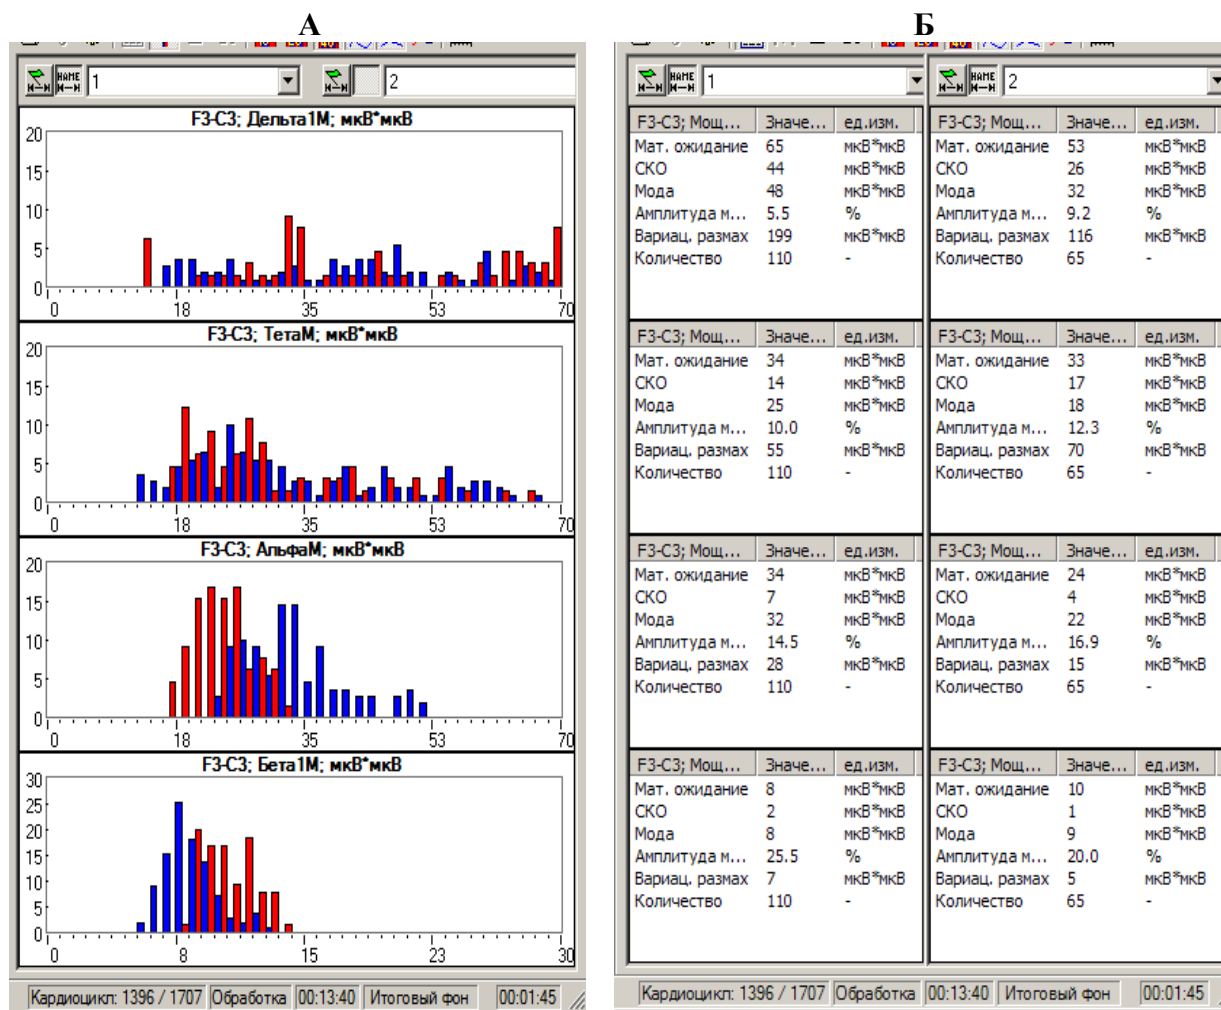 А
Б
1
2
F3-C3; Дельта1М; мкВ*мкВ
20
15
10
5
0
0 18 35 53 70
F3-C3; ТетаМ; мкВ*мкВ
20
15
10
5
0
0 18 35 53 70
F3-C3; АльфаМ; мкВ*мкВ
20
15
10
5
0
0 18 35 53 70
F3-C3; Бета1М; мкВ*мкВ
30
25
20
15
10
5
0
0 8 15 23 30
Кардиоцикл: 1396 / 1707 Обработка 00:13:40 Итоговый фон 00:01:45
NAME 1 NAME 2
F3-C3; Мощ... Значе... ед.изм. F3-C3; Мощ... Значе... ед.изм.
Мат. ожидание 65 мкВ*мкВ Мат. ожидание 53 мкВ*мкВ
СКО 44 мкВ*мкВ СКО 26 мкВ*мкВ
Мода 48 мкВ*мкВ Мода 32 мкВ*мкВ
Амплитуда м... 5.5 % Амплитуда м... 9.2 %
Вариац. размах 199 мкВ*мкВ Вариац. размах 116 мкВ*мкВ
Количество 110 - Количество 65 -
F3-C3; Мощ... Значе... ед.изм. F3-C3; Мощ... Значе... ед.изм.
Мат. ожидание 34 мкВ*мкВ Мат. ожидание 33 мкВ*мкВ
СКО 14 мкВ*мкВ СКО 17 мкВ*мкВ
Мода 25 мкВ*мкВ Мода 18 мкВ*мкВ
Амплитуда м... 10.0 % Амплитуда м... 12.3 %
Вариац. размах 55 мкВ*мкВ Вариац. размах 70 мкВ*мкВ
Количество 110 - Количество 65 -
F3-C3; Мощ... Значе... ед.изм. F3-C3; Мощ... Значе... ед.изм.
Мат. ожидание 34 мкВ*мкВ Мат. ожидание 24 мкВ*мкВ
СКО 7 мкВ*мкВ СКО 4 мкВ*мкВ
Мода 32 мкВ*мкВ Мода 22 мкВ*мкВ
Амплитуда м... 14.5 % Амплитуда м... 16.9 %
Вариац. размах 28 мкВ*мкВ Вариац. размах 15 мкВ*мкВ
Количество 110 - Количество 65 -
F3-C3; Мощ... Значе... ед.изм. F3-C3; Мощ... Значе... ед.изм.
Мат. ожидание 8 мкВ*мкВ Мат. ожидание 10 мкВ*мкВ
СКО 2 мкВ*мкВ СКО 1 мкВ*мкВ
Мода 8 мкВ*мкВ Мода 9 мкВ*мкВ
Амплитуда м... 25.5 % Амплитуда м... 20.0 %
Вариац. размах 7 мкВ*мкВ Вариац. размах 5 мкВ*мкВ
Количество 110 - Количество 65 -
Кардиоцикл: 1396 / 1707 Обработка 00:13:40 Итоговый фон 00:01:45